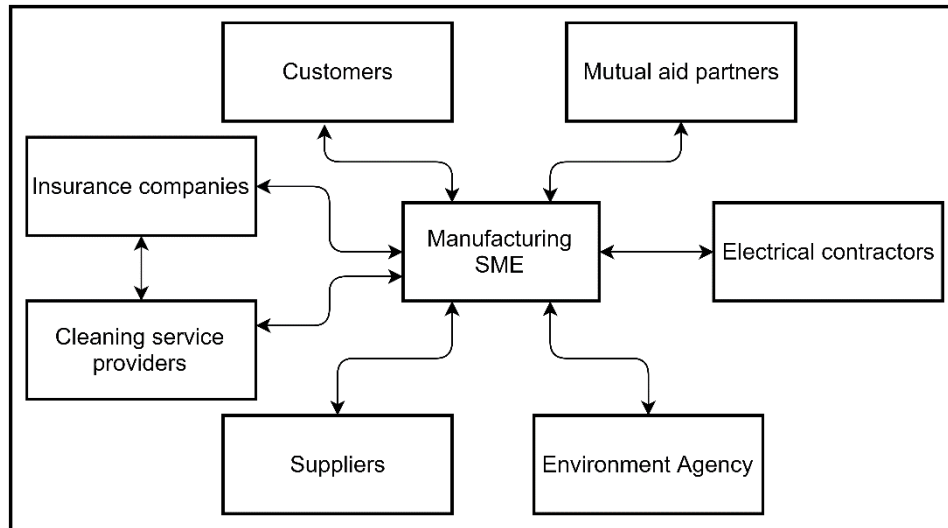 Customers
Mutual aid partners
Insurance companies
Manufacturing
SME
Electrical contractors
Cleaning service
providers
Suppliers
Environment Agency